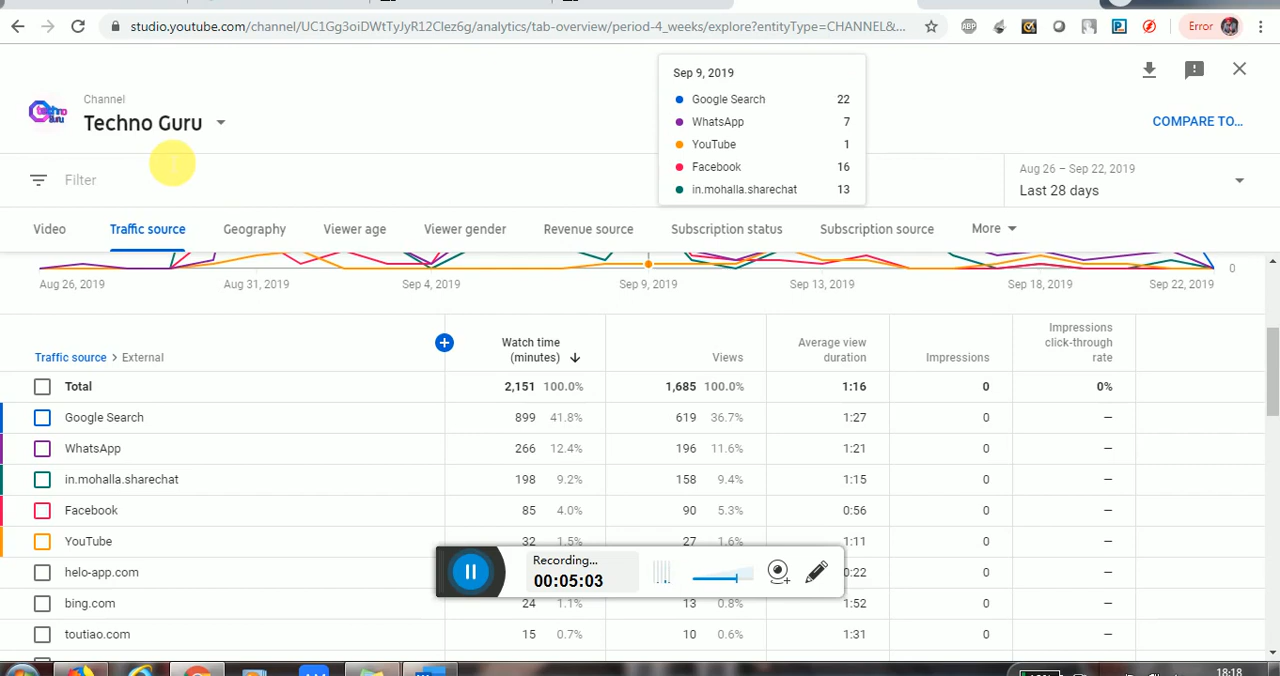 studio.youtube.com/channel/UC1Gg3oiDWtTyJyR12Clez6g/analytics/tab-overview/period-4_weeks/explore?entityType=CHANNEL&...
ABP
P
Error
Sep 9, 2019
Google Search 22
WhatsApp 7
YouTube 1
Facebook 16
in.mohalla.sharechat 13
Channel
Techno Guru
COMPARE TO...
Filter
Aug 26 – Sep 22, 2019
Last 28 days
Video Traffic source Geography Viewer age Viewer gender Revenue source Subscription status Subscription source More
0
Aug 26, 2019 Aug 31, 2019 Sep 4, 2019 Sep 9, 2019 Sep 13, 2019 Sep 18, 2019 Sep 22, 2019
Traffic source > External Watch time (minutes) Views Average view duration Impressions Impressions click-through rate
Total 2,151 100.0% 1,685 100.0% 1:16 0 0%
Google Search 899 41.8% 619 36.7% 1:27 0 –
WhatsApp 266 12.4% 196 11.6% 1:21 0 –
in.mohalla.sharechat 198 9.2% 158 9.4% 1:15 0 –
Facebook 85 4.0% 90 5.3% 0:56 0 –
YouTube 32 1.5% 27 1.6% 1:11 0 –
helo-app.com 0:22 0 –
Recording...
00:05:03
bing.com 24 1.1% 13 0.8% 1:52 0 –
toutiao.com 15 0.7% 10 0.6% 1:31 0 –
18:18